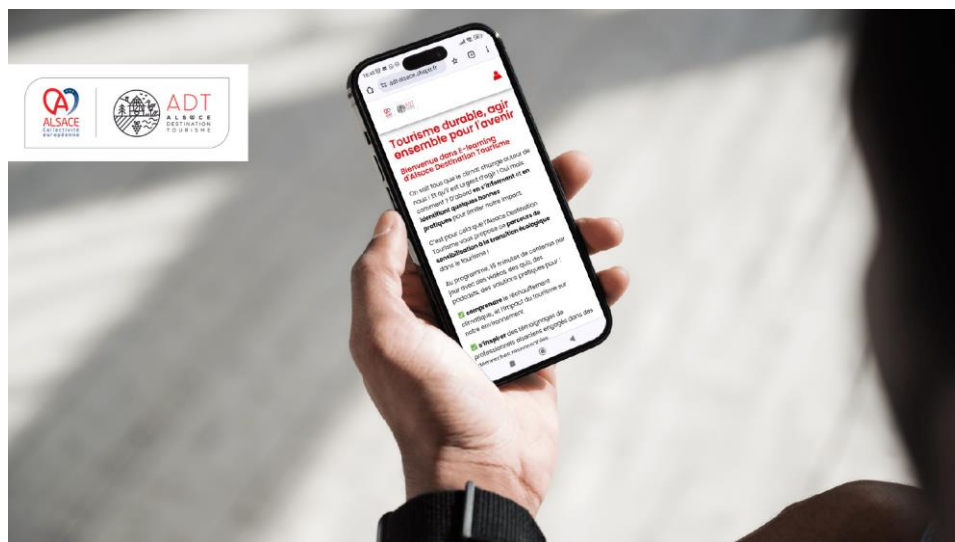 ALSACE
Collectivité
européenne
ADT
ALSACE
DESTINATION
TOURISME
Tourisme durable, agir
ensemble pour l'avenir
Bienvenue dans E-learning
d'Alsace Destination Tourisme
On sait tous que le climat change autour de
nous ! Et qu'il est urgent d'agir ! Oui mais
comment ? D'abord en s'informant et en
identifiant quelques bonnes
pratiques pour limiter notre impact.
C'est pour cela que l'Alsace Destination
Tourisme vous propose ce parcours de
sensibilisation à la transition écologique
dans le tourisme !
Au programme, 15 minutes de contenus par
jour avec des vidéos, des quiz, des
podcasts, des solutions pratiques pour :
comprendre le réchauffement
climatique, et l'impact du tourisme sur
notre environnement
s'inspirer des témoignages de
professionnels alsaciens engagés dans des